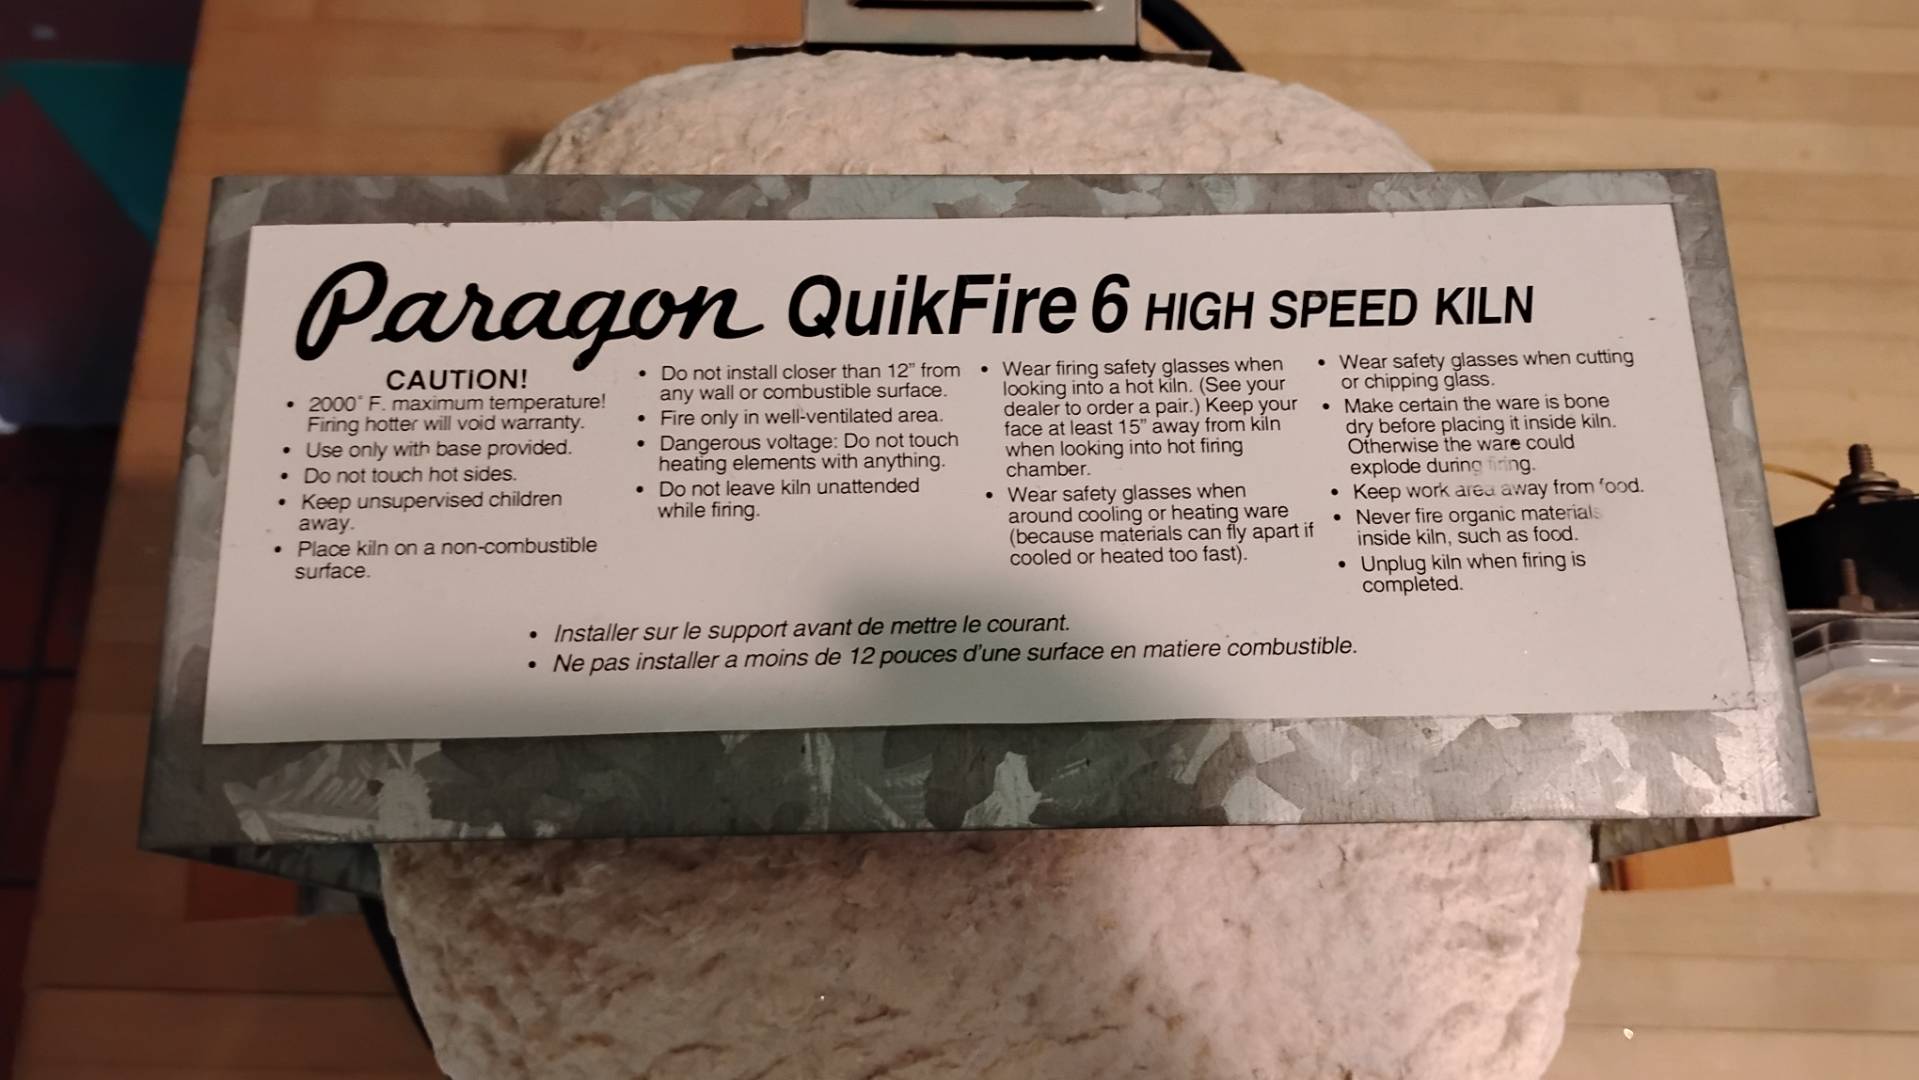 Paragon QuikFire 6 HIGH SPEED KILN
CAUTION!
• 2000° F. maximum temperature!
Firing hotter will void warranty.
• Use only with base provided.
• Do not touch hot sides.
• Keep unsupervised children
away.
• Place kiln on a non-combustible
surface.
• Do not install closer than 12" from
any wall or combustible surface.
• Fire only in well-ventilated area.
• Dangerous voltage: Do not touch
heating elements with anything.
• Do not leave kiln unattended
while firing.
• Wear firing safety glasses when
looking into a hot kiln. (See your
dealer to order a pair.) Keep your
face at least 15" away from kiln
when looking into hot firing
chamber.
• Wear safety glasses when
around cooling or heating ware
(because materials can fly apart if
cooled or heated too fast).
• Wear safety glasses when cutting
or chipping glass.
• Make certain the ware is bone
dry before placing it inside kiln.
Otherwise the ware could
explode during firing.
• Keep work area away from food.
• Never fire organic materials
inside kiln, such as food.
• Unplug kiln when firing is
completed.
• Installer sur le support avant de mettre le courant.
• Ne pas installer a moins de 12 pouces d'une surface en matiere combustible.